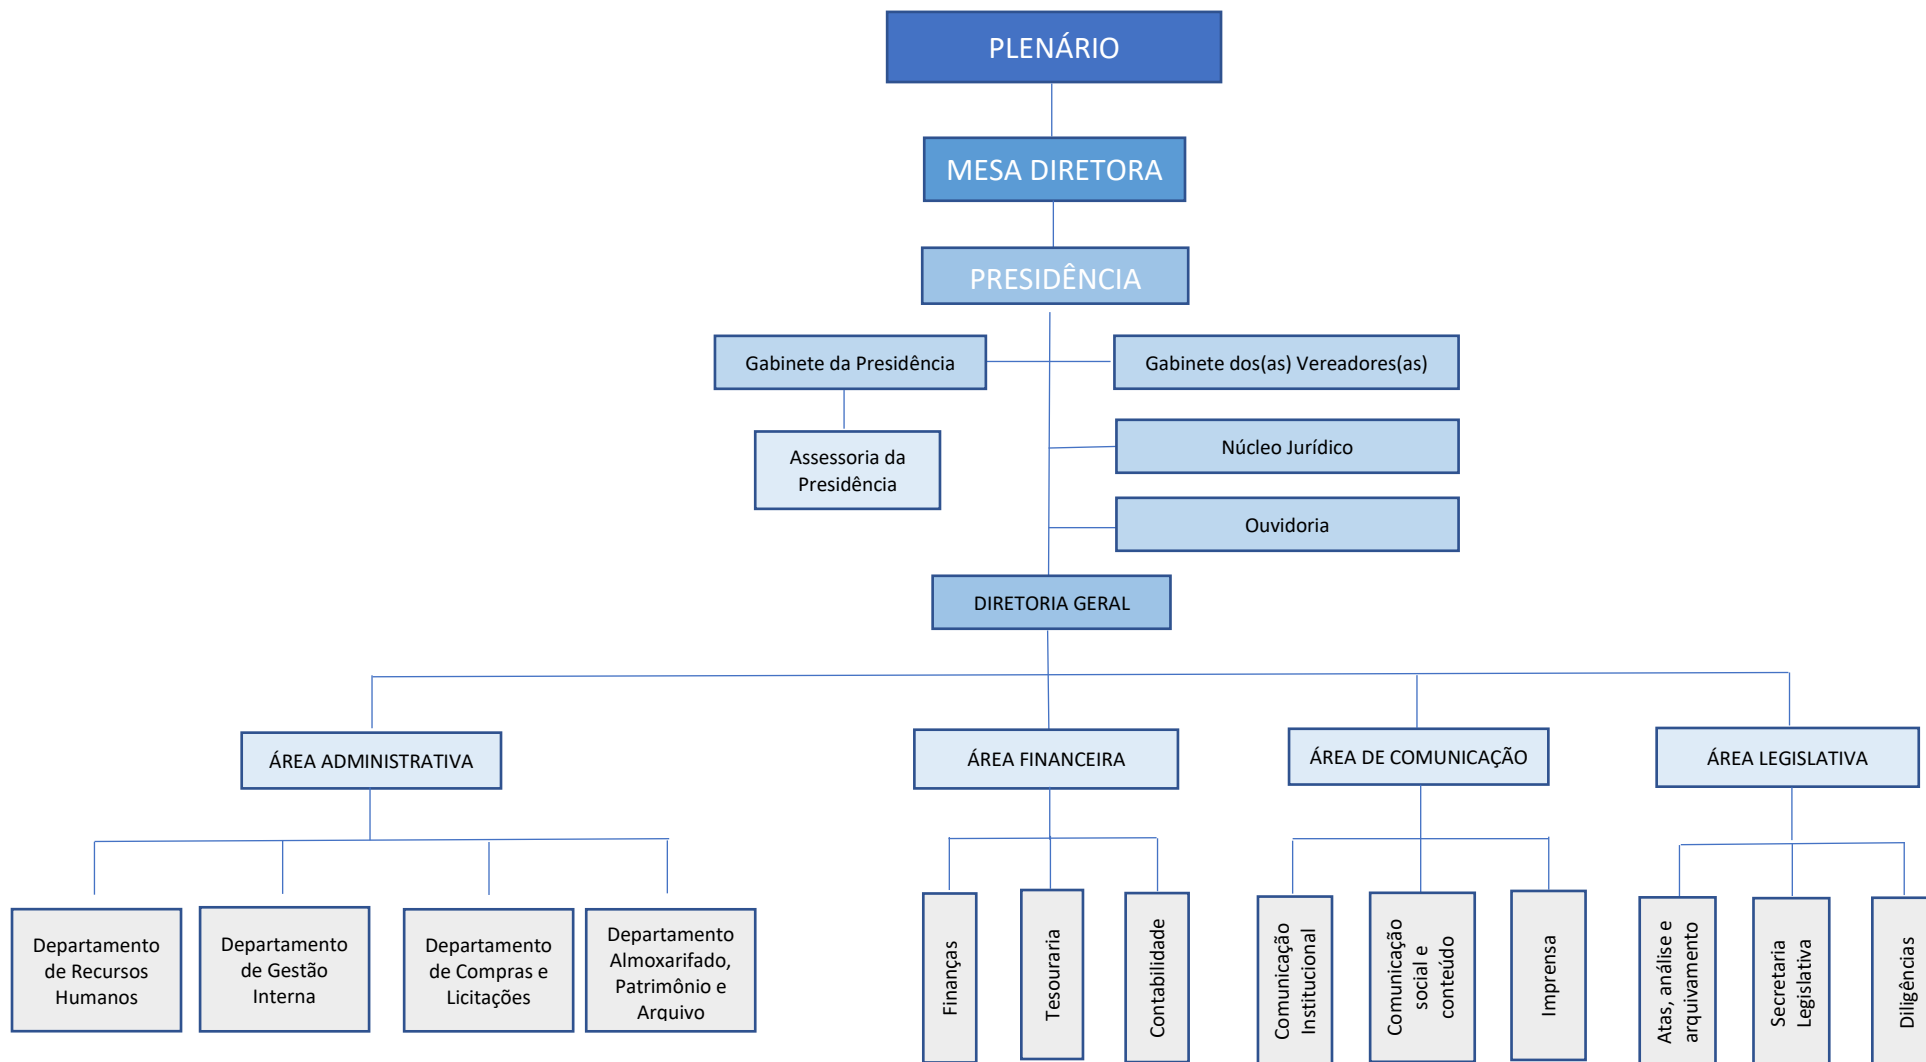 PLENÁRIO
MESA DIRETORA
PRESIDÊNCIA
Gabinete da Presidência
Gabinete dos(as) Vereadores(as)
Assessoria da
Presidência
Núcleo Jurídico
Ouvidoria
DIRETORIA GERAL
ÁREA ADMINISTRATIVA
ÁREA FINANCEIRA
ÁREA DE COMUNICAÇÃO
ÁREA LEGISLATIVA
Departamento
de Recursos
Humanos
Departamento
de Gestão
Interna
Departamento
de Compras e
Licitações
Departamento
Almoxarifado,
Patrimônio e
Arquivo
Finanças
Tesouraria
Contabilidade
Comunicação
Institucional
Comunicação
social e
conteúdo
Imprensa
Atas, análise e
arquivamento
Secretaria
Legislativa
Diligências